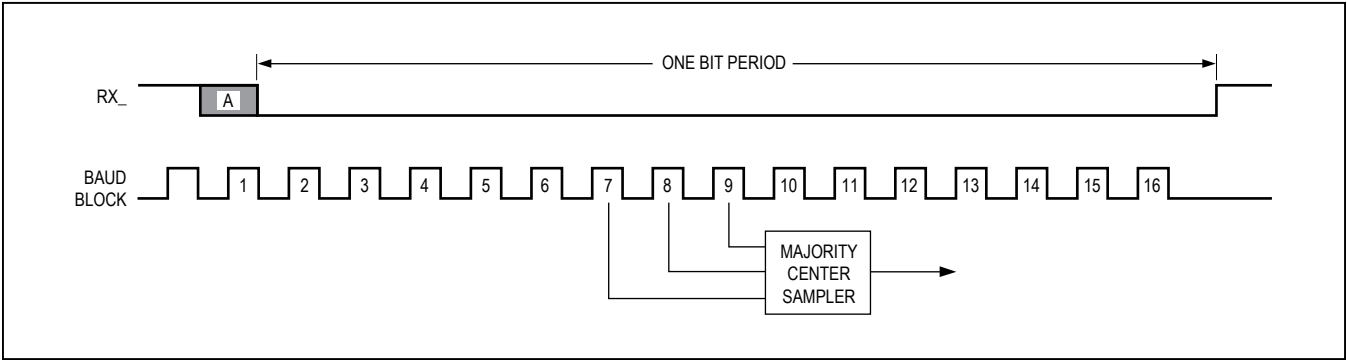 ONE BIT PERIOD
RX_
A
BAUD
BLOCK
1 2 3 4 5 6 7 8 9 10 11 12 13 14 15 16
MAJORITY
CENTER
SAMPLER